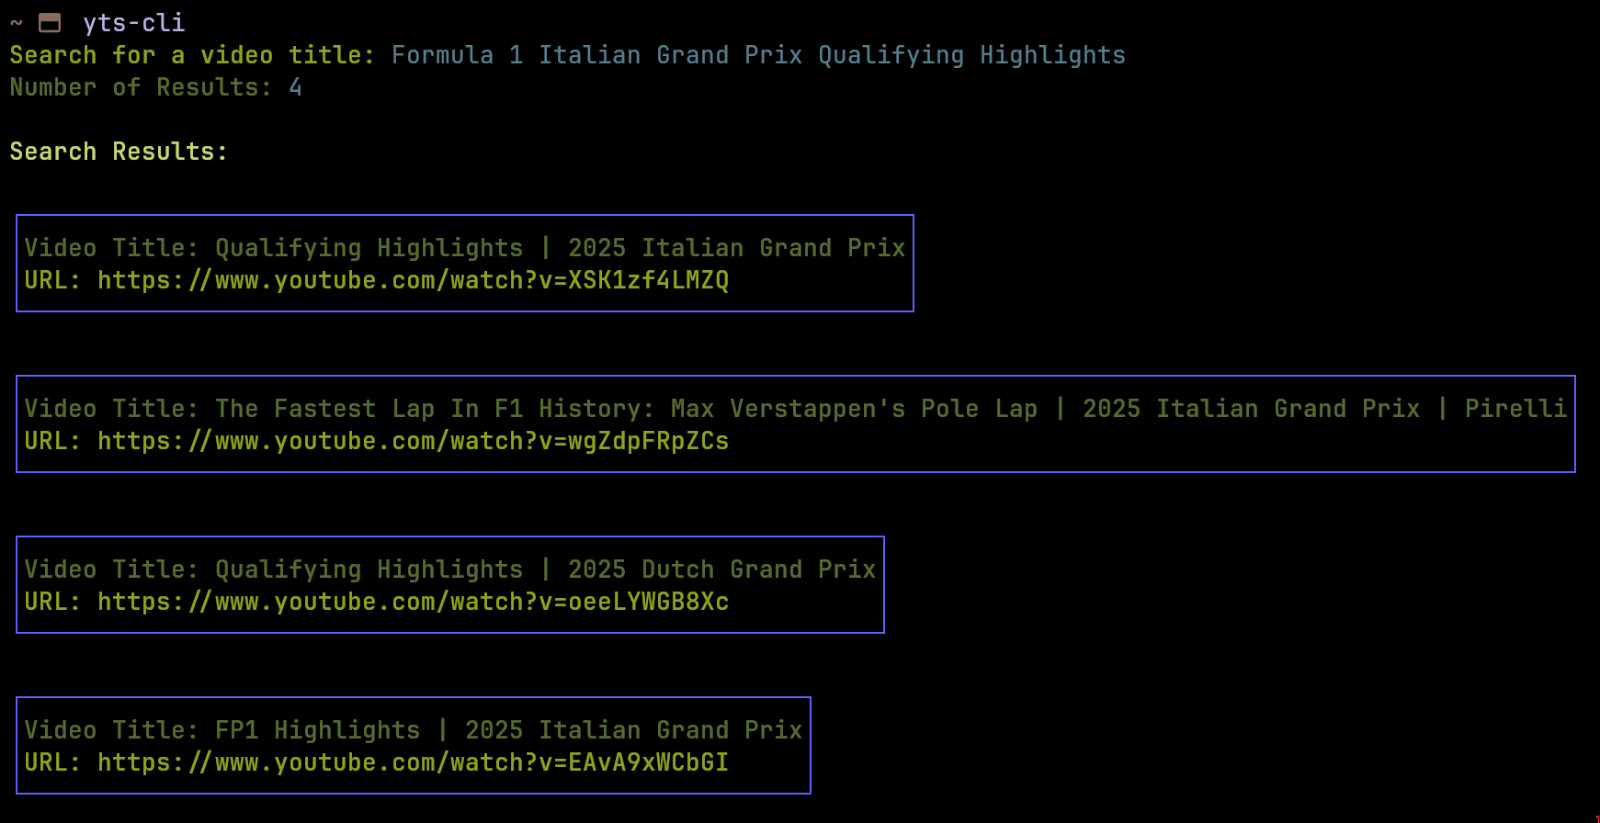 ~ yts-cli
Search for a video title: Formula 1 Italian Grand Prix Qualifying Highlights
Number of Results: 4
Search Results:
Video Title: Qualifying Highlights | 2025 Italian Grand Prix
URL: https://www.youtube.com/watch?v=XSK1zf4LMZQ
Video Title: The Fastest Lap In F1 History: Max Verstappen's Pole Lap | 2025 Italian Grand Prix | Pirelli
URL: https://www.youtube.com/watch?v=wgZdpFRpZCs
Video Title: Qualifying Highlights | 2025 Dutch Grand Prix
URL: https://www.youtube.com/watch?v=oeeLYWGB8Xc
Video Title: FP1 Highlights | 2025 Italian Grand Prix
URL: https://www.youtube.com/watch?v=EAvA9xWCbGI